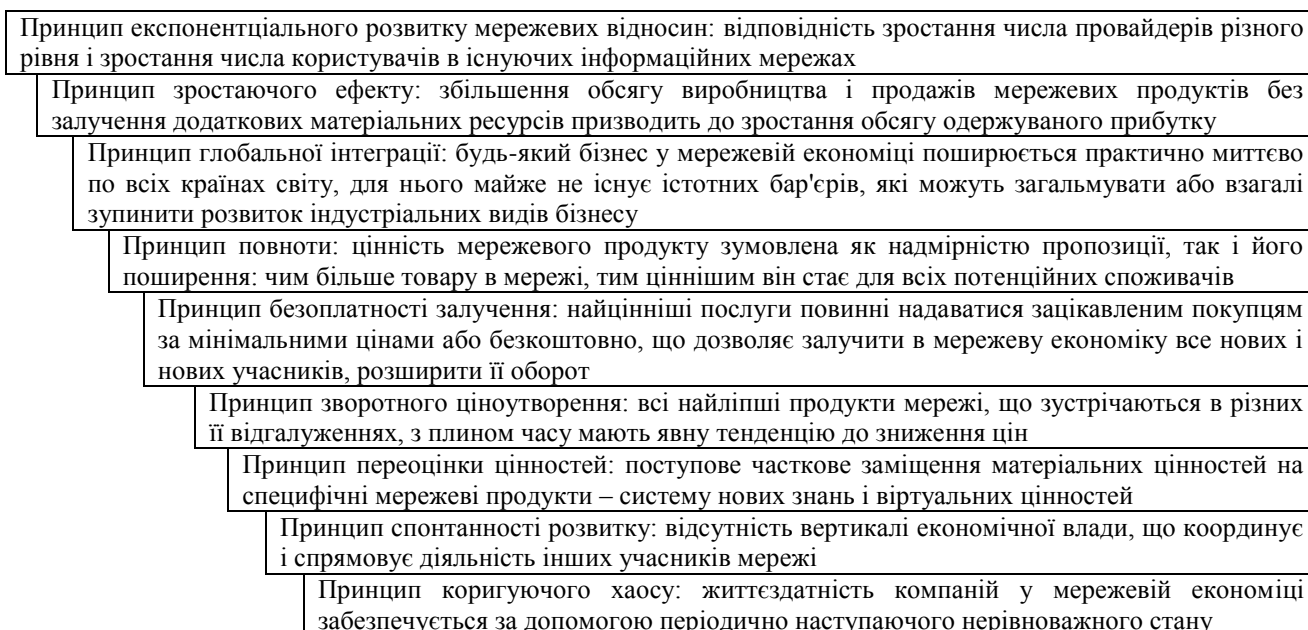 Принцип експонентціального розвитку мережевих відносин: відповідність зростання числа провайдерів різного
рівня і зростання числа користувачів в існуючих інформаційних мережах
Принцип зростаючого ефекту: збільшення обсягу виробництва і продажів мережевих продуктів без
залучення додаткових матеріальних ресурсів призводить до зростання обсягу одержуваного прибутку
Принцип глобальної інтеграції: будь-який бізнес у мережевій економіці поширюється практично миттєво
по всіх країнах світу, для нього майже не існує істотних бар'єрів, які можуть загальмувати або взагалі
зупинити розвиток індустріальних видів бізнесу
Принцип повноти: цінність мережевого продукту зумовлена як надмірністю пропозиції, так і його
поширення: чим більше товару в мережі, тим ціннішим він стає для всіх потенційних споживачів
Принцип безоплатності залучення: найцінніші послуги повинні надаватися зацікавленим покупцям
за мінімальними цінами або безкоштовно, що дозволяє залучити в мережеву економіку все нових і
нових учасників, розширити її оборот
Принцип зворотного ціноутворення: всі найліпші продукти мережі, що зустрічаються в різних
її відгалуженнях, з плином часу мають явну тенденцію до зниження цін
Принцип переоцінки цінностей: поступове часткове заміщення матеріальних цінностей на
специфічні мережеві продукти – систему нових знань і віртуальних цінностей
Принцип спонтанності розвитку: відсутність вертикалі економічної влади, що координує
і спрямовує діяльність інших учасників мережі
Принцип коригуючого хаосу: життєздатність компаній у мережевій економіці
забезпечується за допомогою періодично наступаючого нерівноважного стану